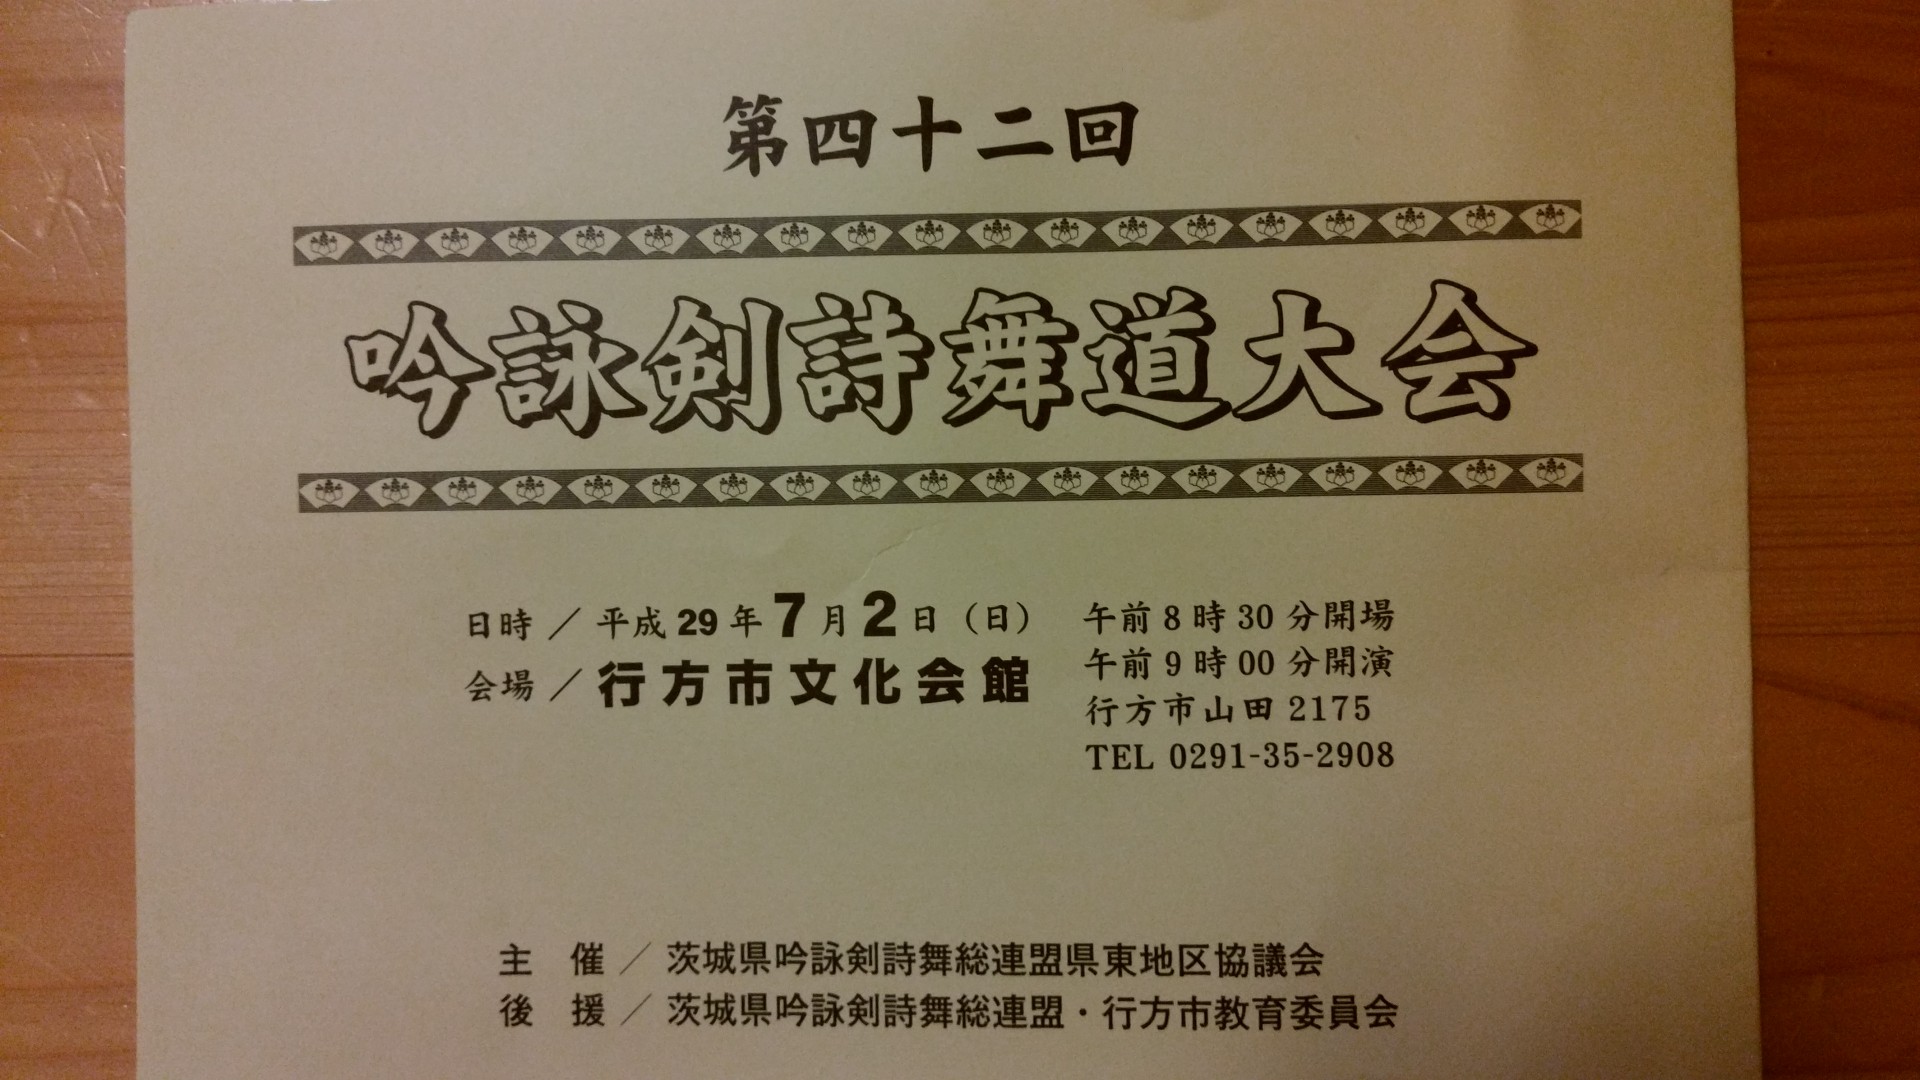 第四十二回
吟詠剣詩舞道大会
日時／平成29年7月2日（日） 午前8時30分開場
午前9時00分開演
会場／行方市文化会館 行方市山田2175
TEL 0291-35-2908
主　催／茨城県吟詠剣詩舞総連盟県東地区協議会
後　援／茨城県吟詠剣詩舞総連盟・行方市教育委員会